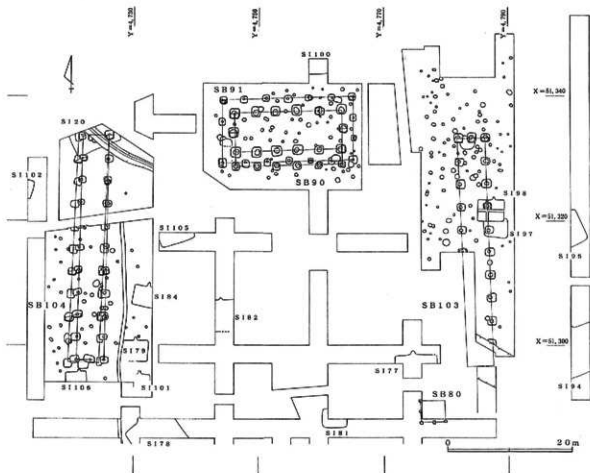 Y=4,730
Y=4,750
Y=4,770
Y=4,790
SI100
SB91
X=51,340
SI20
SI102
SB90
SI98
X=51,320
SI97
SI105
SI95
SI84
SB104
SB103
SI82
X=51,300
SI79
SI77
SI106
SI101
SB80
SI94
SI81
SI78
0
20m